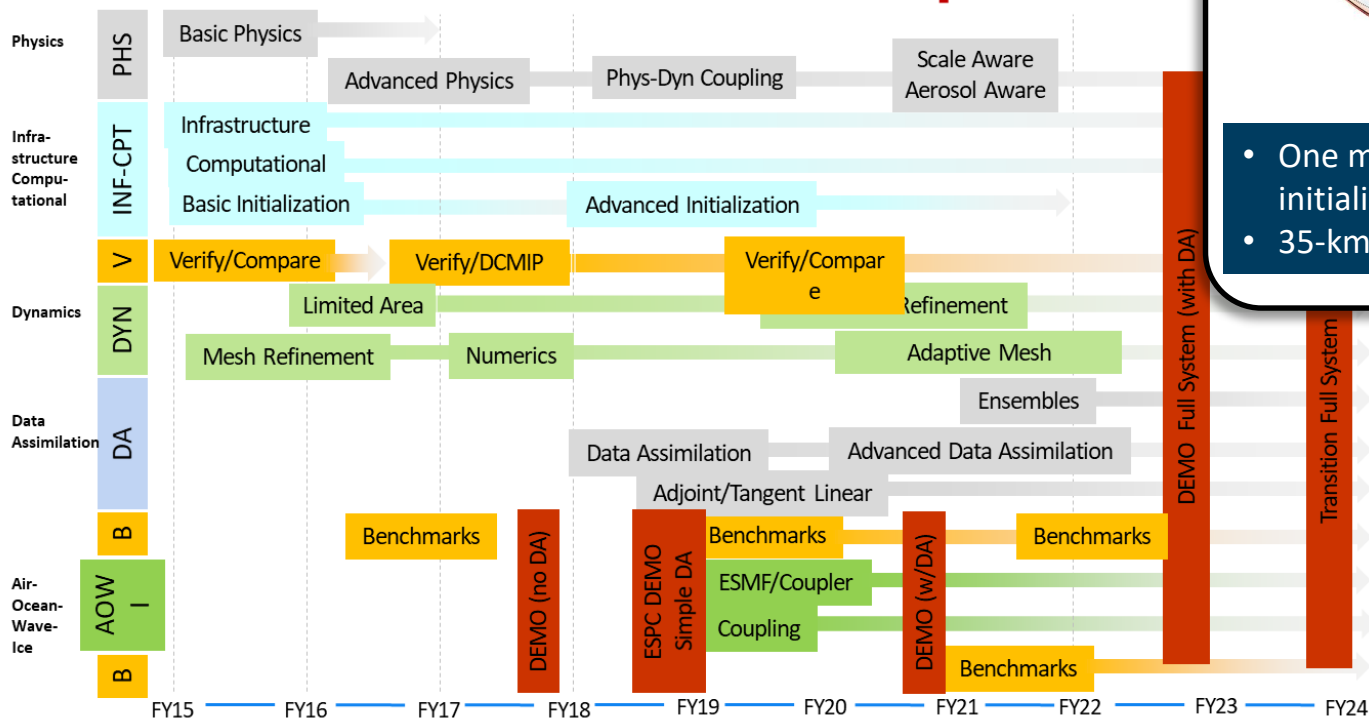 Physics
PHS
Basic Physics
Advanced Physics
Phys-Dyn Coupling
Scale Aware
Aerosol Aware
Infra-
structure
Compu-
tational
INF-CPT
Infrastructure
Computational
Basic Initialization
Advanced Initialization
• One m
initiali
• 35-km
V
Verify/Compare
Verify/DCMIP
Verify/Compar
e
Dynamics
DYN
Limited Area
Refinement
Mesh Refinement
Numerics
Adaptive Mesh
Data
Assimilation
DA
Ensembles
Data Assimilation
Advanced Data Assimilation
Adjoint/Tangent Linear
B
Benchmarks
Benchmarks
Benchmarks
DEMO (no DA)
ESPC DEMO
Simple DA
DEMO (w/DA)
DEMO Full System (with DA)
Transition Full System
Air-
Ocean-
Wave-
Ice
AOW
I
ESMF/Coupler
Coupling
B
Benchmarks
FY15
FY16
FY17
FY18
FY19
FY20
FY21
FY22
FY23
FY24